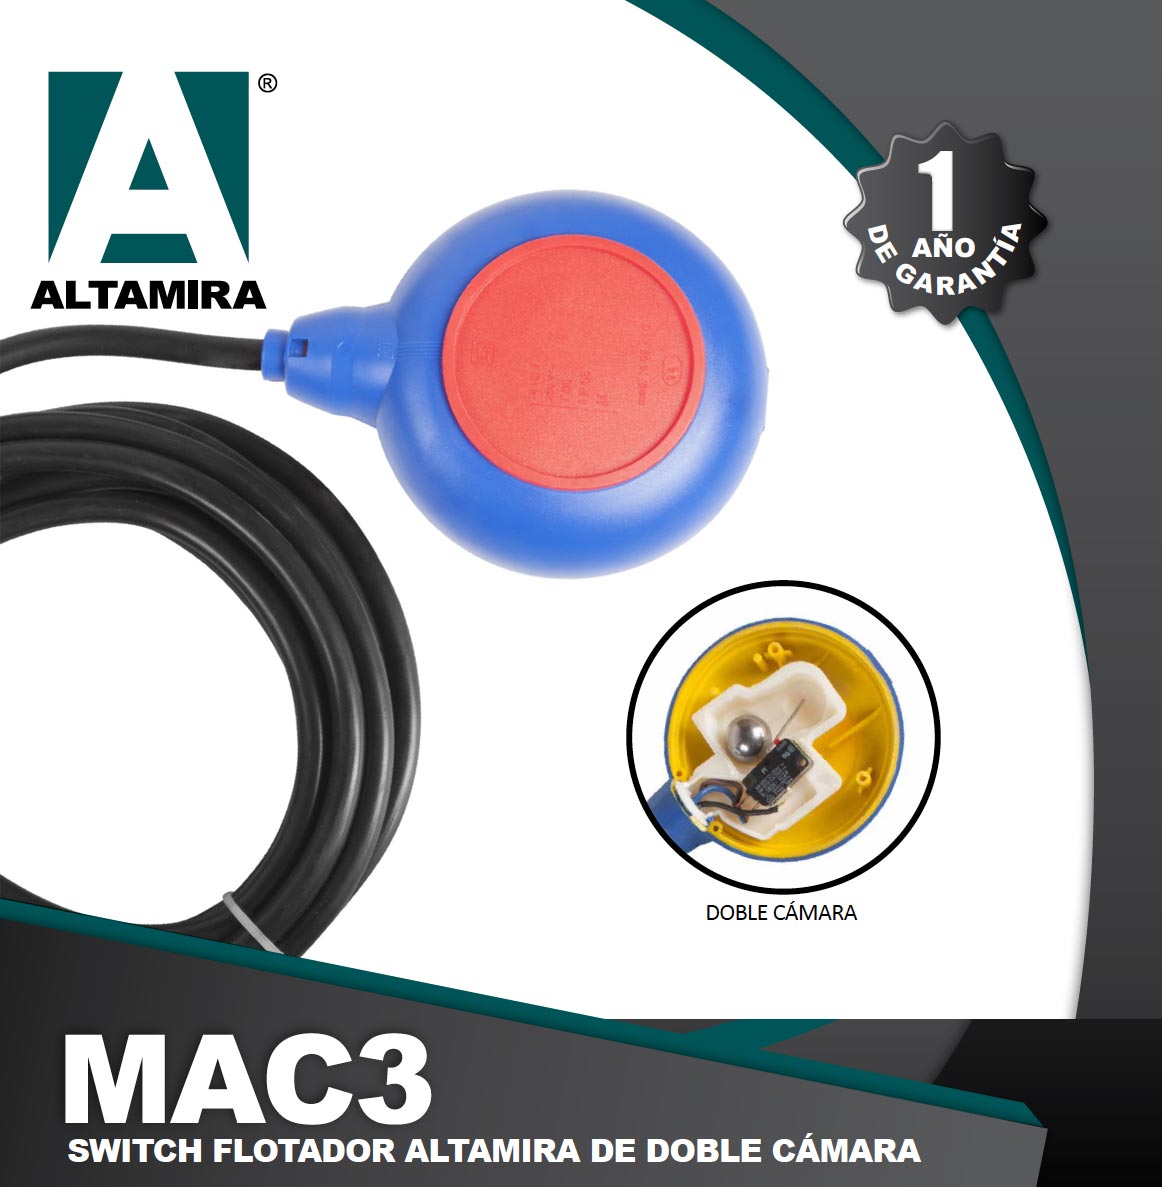 ®
ALTAMIRA
1
AÑO
DE GARANTÍA
DOBLE CÁMARA
MAC3
SWITCH FLOTADOR ALTAMIRA DE DOBLE CÁMARA